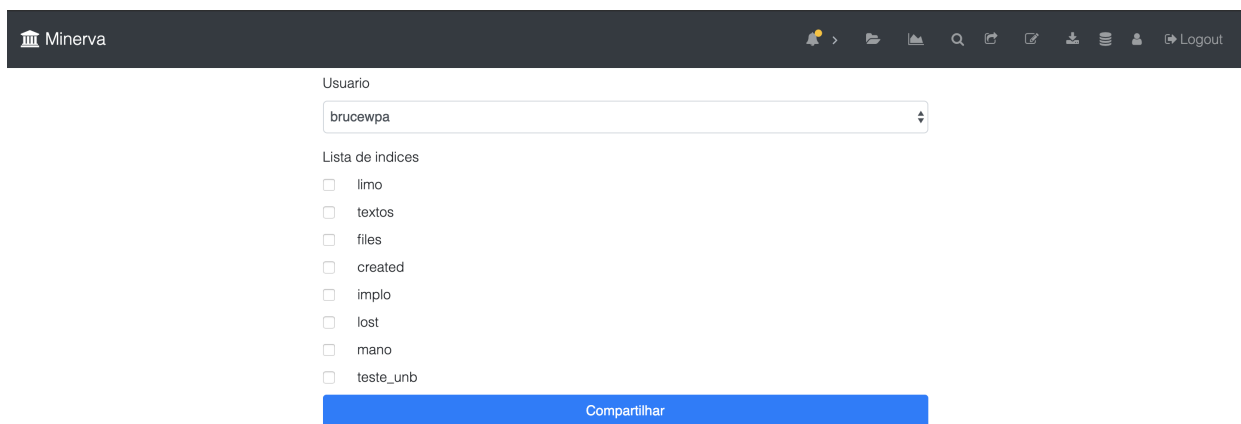 Minerva
Logout
Usuario
brucewpa
Lista de indices
limo
textos
files
created
implo
lost
mano
teste_unb
Compartilhar